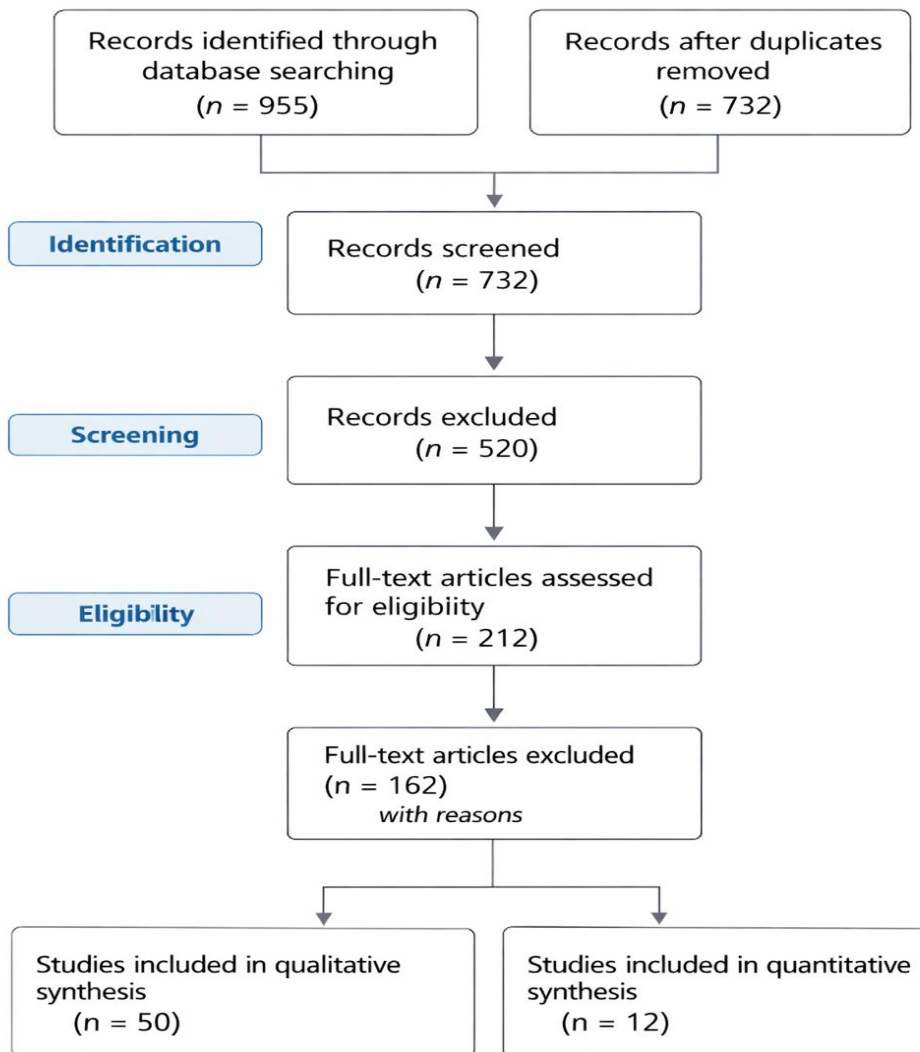 Records identified through
database searching
(n = 955)
Records after duplicates
removed
(n = 732)
Identification
Records screened
(n = 732)
Screening
Records excluded
(n = 520)
Eligibility
Full-text articles assessed
for eligibiity
(n = 212)
Full-text articles excluded
(n = 162)
with reasons
Studies included in qualitative
synthesis
(n = 50)
Studies included in quantitative
synthesis
(n = 12)